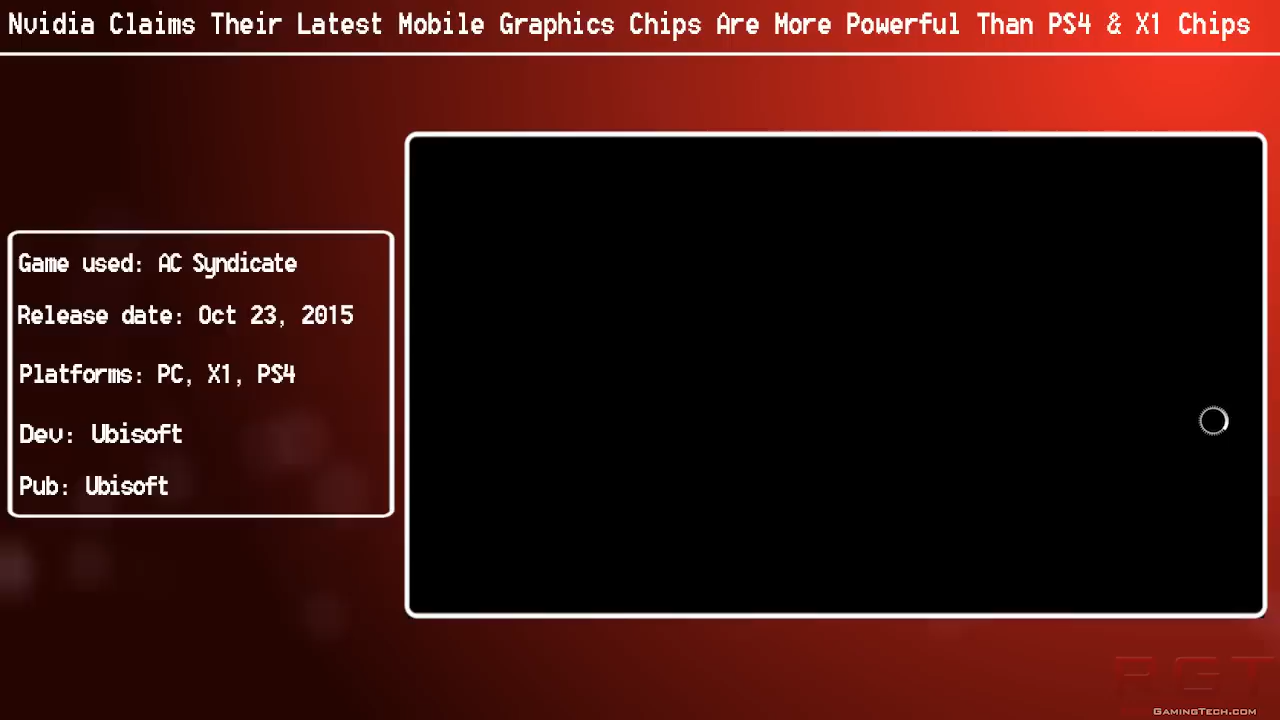 Nvidia Claims Their Latest Mobile Graphics Chips Are More Powerful Than PS4 & X1 Chips
Game used: AC Syndicate
Release date: Oct 23, 2015
Platforms: PC, X1, PS4
Dev: Ubisoft
Pub: Ubisoft
RGT
GamingTech.com